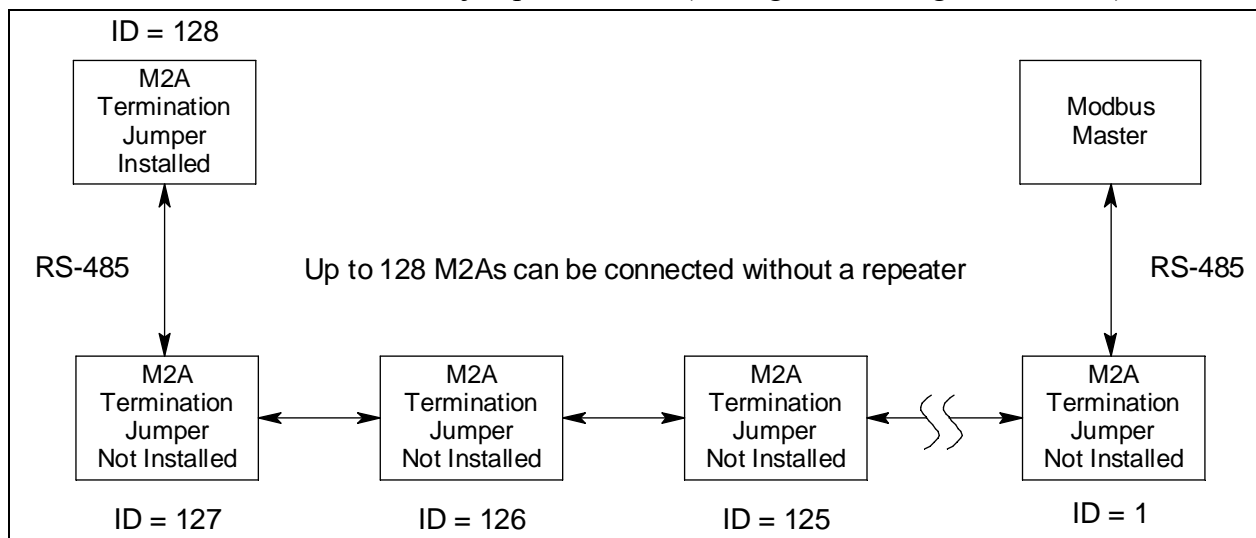 ID = 128
M2A
Termination
Jumper
Installed
Modbus
Master
RS-485
Up to 128 M2As can be connected without a repeater
RS-485
M2A
Termination
Jumper
Not Installed
M2A
Termination
Jumper
Not Installed
M2A
Termination
Jumper
Not Installed
M2A
Termination
Jumper
Not Installed
ID = 127
ID = 126
ID = 125
ID = 1